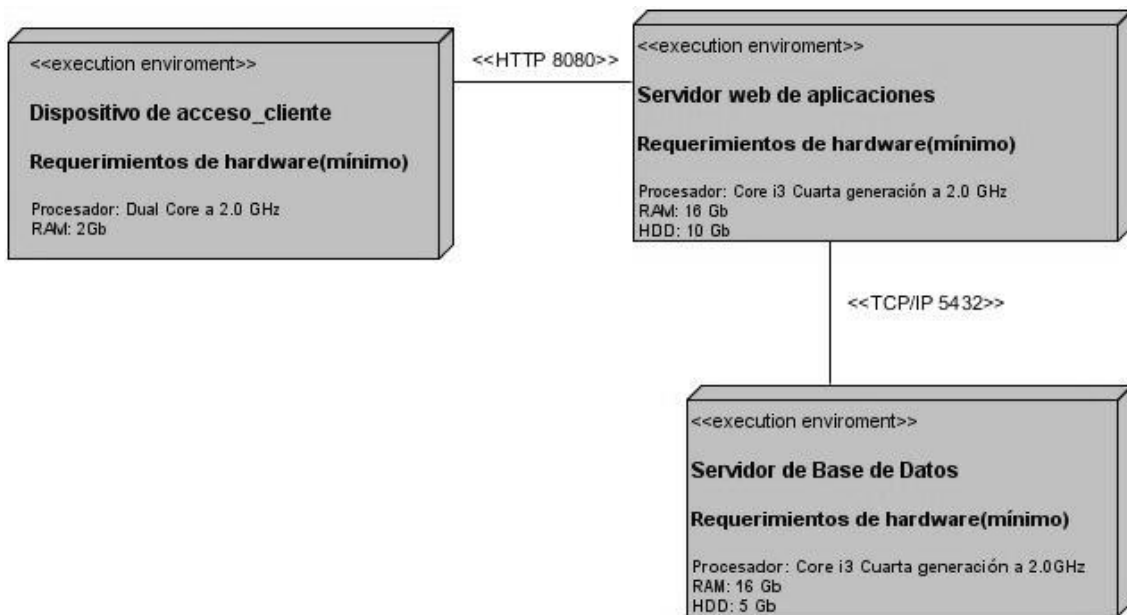 <<execution enviroment>>
Dispositivo de acceso_cliente
Requerimientos de hardware(mínimo)
Procesador: Dual Core a 2.0 GHz
RAM: 2Gb
<<HTTP 8080>>
<<execution enviroment>>
Servidor web de aplicaciones
Requerimientos de hardware(mínimo)
Procesador: Core i3 Cuarta generación a 2.0 GHz
RAM: 16 Gb
HDD: 10 Gb
<<TCP/IP 5432>>
<<execution enviroment>>
Servidor de Base de Datos
Requerimientos de hardware(mínimo)
Procesador: Core i3 Cuarta generación a 2.0GHz
RAM: 16 Gb
HDD: 5 Gb